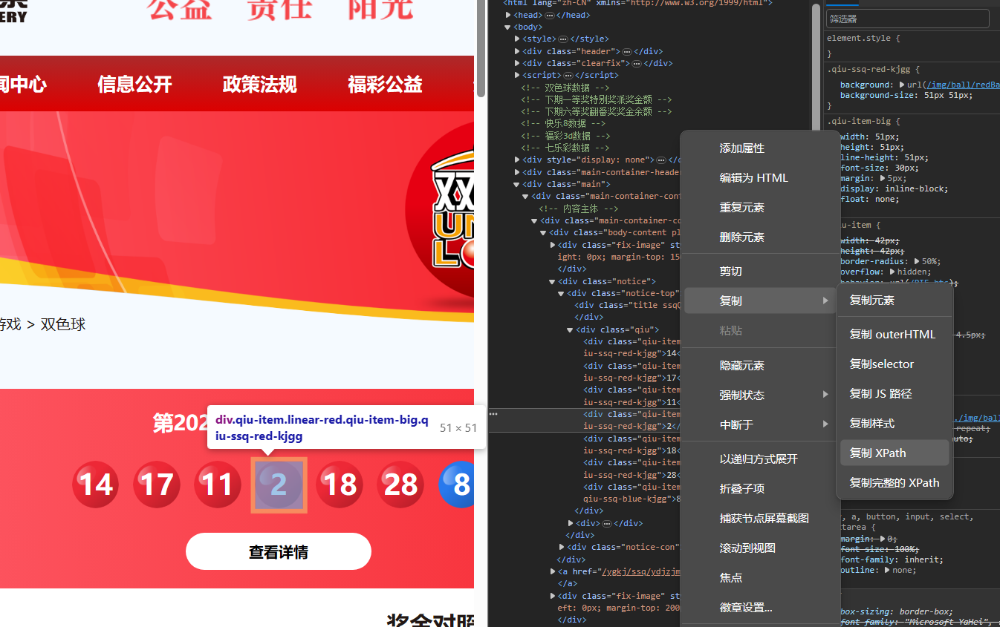 公益 责任 阳光
ERY
闻中心 信息公开 政策法规 福彩公益
双
UN
LO
游戏 > 双色球
第202
div.qiu-item.linear-red.qiu-item-big.q
iu-ssq-red-kjgg
51 × 51
14 17 11 2 18 28 8
查看详情
奖金对照
<html lang="zh-CN" xmlns="http://www.w3.org/1999/html">
<head>…</head>
<body>
<style>…</style>
<div class="header">…</div>
<div class="clearfix">…</div>
<script>…</script>
<!-- 双色球数据 -->
<!-- 下期一等奖特别奖派奖金额 -->
<!-- 下期六等奖翻番奖奖金余额 -->
<!-- 快乐8数据 -->
<!-- 福彩3d数据 -->
<!-- 七乐彩数据 -->
<div style="display: none">…</d
<div class="main-container-heade
<div class="main">
<div class="main-container-cont
<!-- 内容主体 -->
<div class="main-container-co
<div class="body-content pl
<div class="fix-image" st
ight: 0px; margin-top: 15
</div>
<div class="notice">
<div class="notice-top"
<div class="title ssqQ
</div>
<div class="qiu">
<div class="qiu-item
iu-ssq-red-kjgg">14<
<div class="qiu-item
iu-ssq-red-kjgg">17<
<div class="qiu-item
iu-ssq-red-kjgg">11<
…
<div class="qiu-item
iu-ssq-red-kjgg">2</
<div class="qiu-item
iu-ssq-red-kjgg">18<
<div class="qiu-item
iu-ssq-red-kjgg">28<
<div class="qiu-item
qiu-ssq-blue-kjgg">8
</div>
<div>…</div>
</div>
<div class="notice-con"
</div>
<a href="/ygkj/ssq/ydjzjm
</a>
<div class="fix-image" st
eft: 0px; margin-top: 200
</div>
添加属性
编辑为 HTML
重复元素
删除元素
剪切
复制
粘贴
隐藏元素
强制状态
中断于
以递归方式展开
折叠子项
捕获节点屏幕截图
滚动到视图
焦点
徽章设置...
复制元素
复制 outerHTML
复制selector
复制 JS 路径
复制样式
复制 XPath
复制完整的 XPath
筛选器
element.style {
}
.qiu-ssq-red-kjgg {
background: url(/img/ball/redBa
background-size: 51px 51px;
}
.qiu-item-big {
width: 51px;
height: 51px;
line-height: 51px;
font-size: 30px;
margin: 5px;
display: inline-block;
float: none;
u-item {
width: 42px;
height: 42px;
border-radius: 50%;
overflow: hidden;
behavior: url(/PIE.htc);
4.5px;
./img/ball
repeat;
auto;
, a, button, input, select,
tarea {
margin: 0;
font-size: 100%;
font-family: inherit;
outline: none;
box-sizing: border-box;
font-family: "Microsoft YaHei",